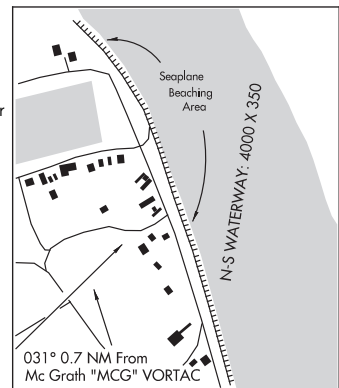 Seaplane
Beaching
Area
N-S WATERWAY: 4000 X 350
031° 0.7 NM From
Mc Grath "MCG" VORTAC